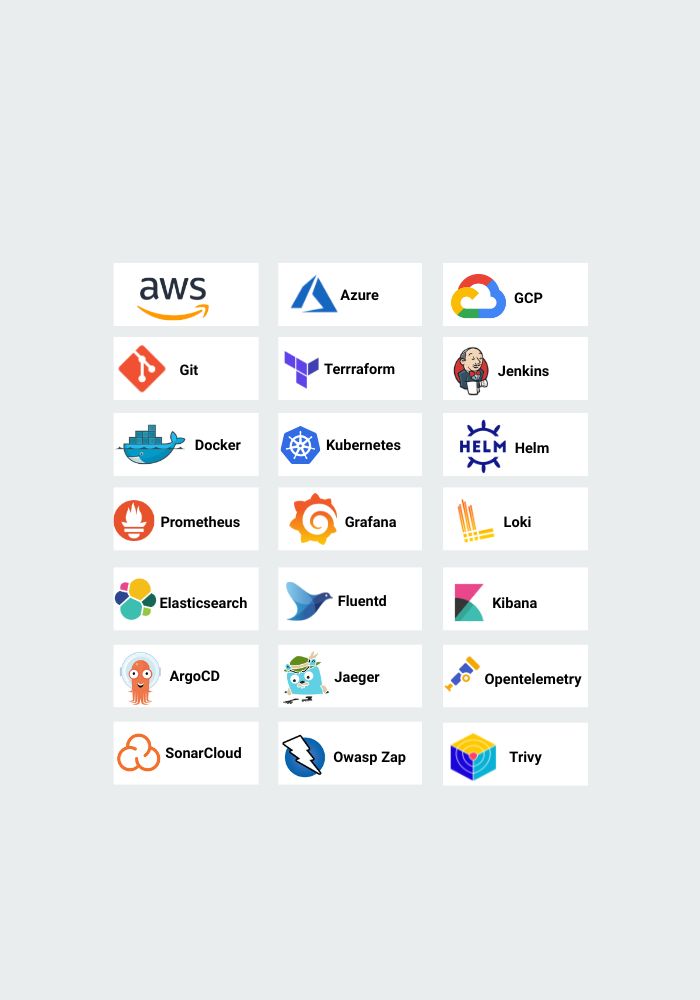 aws
Azure
GCP
Git
Terrraform
Jenkins
Docker
Kubernetes
HELM
Helm
Prometheus
Grafana
Loki
Elasticsearch
Fluentd
Kibana
ArgoCD
Jaeger
Opentelemetry
SonarCloud
Owasp Zap
Trivy